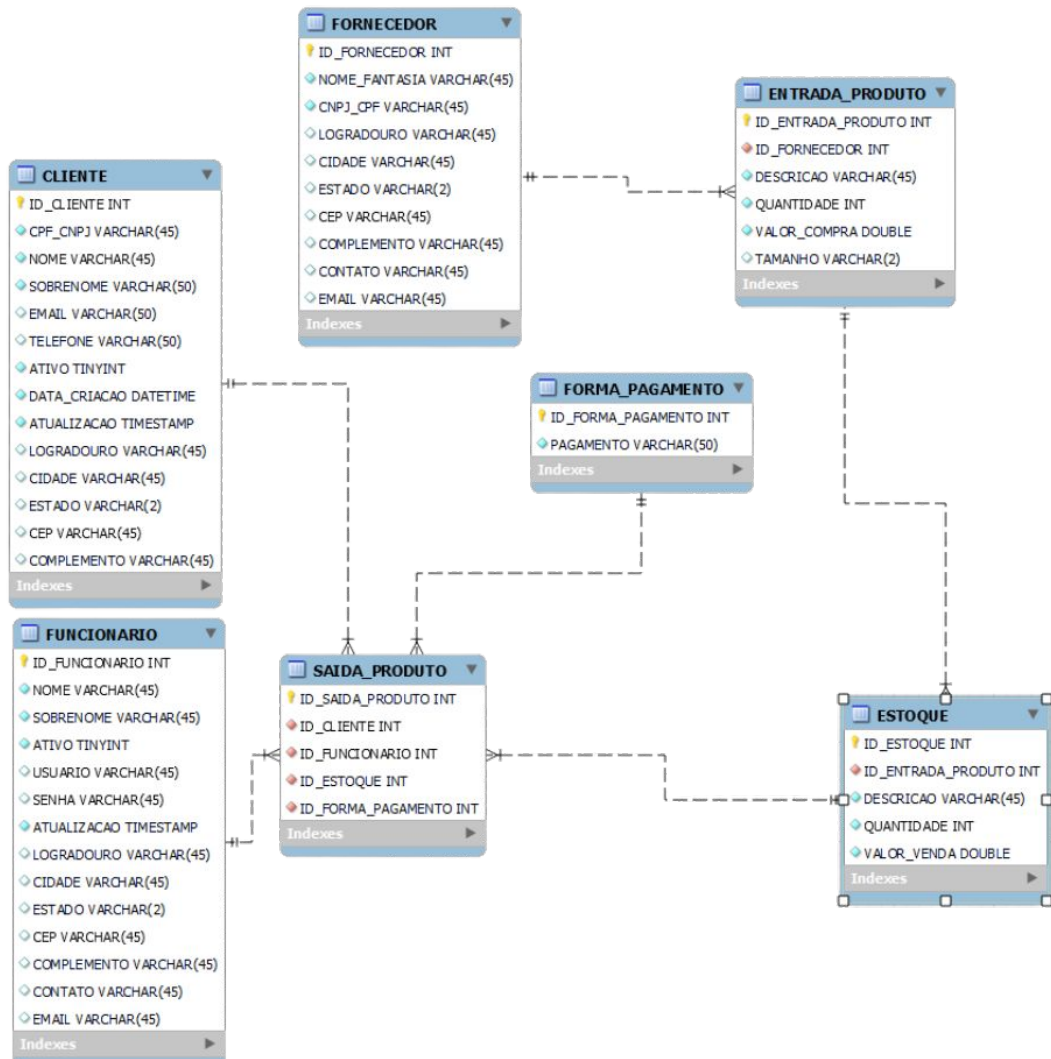 FORNECEDOR
ID_FORNECEDOR INT
NOME_FANTASIA VARCHAR(45)
CNPJ_CPF VARCHAR(45)
LOGRADOURO VARCHAR(45)
CIDADE VARCHAR(45)
ESTADO VARCHAR(2)
CEP VARCHAR(45)
COMPLEMENTO VARCHAR(45)
CONTATO VARCHAR(45)
EMAIL VARCHAR(45)
Indexes
ENTRADA_PRODUTO
ID_ENTRADA_PRODUTO INT
ID_FORNECEDOR INT
DESCRICAO VARCHAR(45)
QUANTIDADE INT
VALOR_COMPRA DOUBLE
TAMANHO VARCHAR(2)
Indexes
CLIENTE
ID_CLIENTE INT
CPF_CNPJ VARCHAR(45)
NOME VARCHAR(45)
SOBRENOME VARCHAR(50)
EMAIL VARCHAR(50)
TELEFONE VARCHAR(50)
ATIVO TINYINT
DATA_CRIACAO DATETIME
ATUALIZACAO TIMESTAMP
LOGRADOURO VARCHAR(45)
CIDADE VARCHAR(45)
ESTADO VARCHAR(2)
CEP VARCHAR(45)
COMPLEMENTO VARCHAR(45)
Indexes
FORMA_PAGAMENTO
ID_FORMA_PAGAMENTO INT
PAGAMENTO VARCHAR(50)
Indexes
FUNCIONARIO
ID_FUNCIONARIO INT
NOME VARCHAR(45)
SOBRENOME VARCHAR(45)
ATIVO TINYINT
USUARIO VARCHAR(45)
SENHA VARCHAR(45)
ATUALIZACAO TIMESTAMP
LOGRADOURO VARCHAR(45)
CIDADE VARCHAR(45)
ESTADO VARCHAR(2)
CEP VARCHAR(45)
COMPLEMENTO VARCHAR(45)
CONTATO VARCHAR(45)
EMAIL VARCHAR(45)
Indexes
SAIDA_PRODUTO
ID_SAIDA_PRODUTO INT
ID_CLIENTE INT
ID_FUNCIONARIO INT
ID_ESTOQUE INT
ID_FORMA_PAGAMENTO INT
Indexes
ESTOQUE
ID_ESTOQUE INT
ID_ENTRADA_PRODUTO INT
DESCRICAO VARCHAR(45)
QUANTIDADE INT
VALOR_VENDA DOUBLE
Indexes